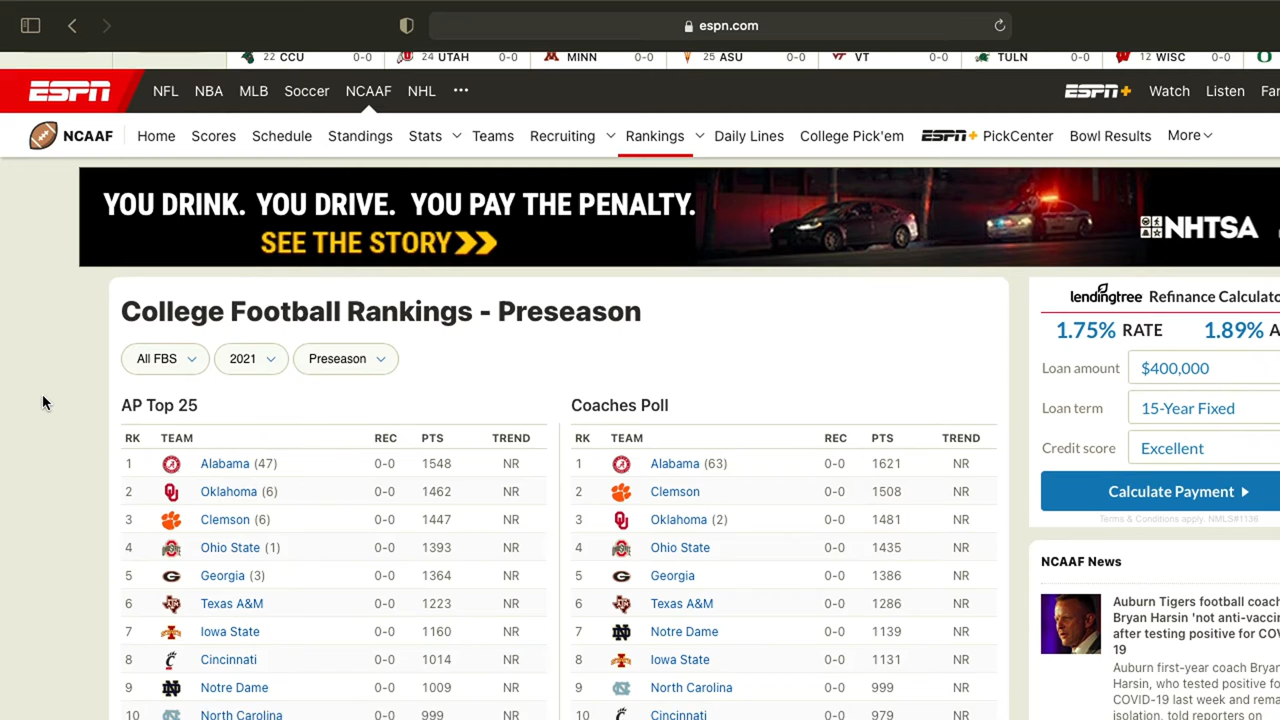 espn.com
22 CCU 0-0 24 UTAH 0-0 MINN 0-0 25 ASU 0-0 VT 0-0 TULN 0-0 12 WISC 0-0
ESPN NFL NBA MLB Soccer NCAAF NHL ESPN+ Watch Listen
NCAAF Home Scores Schedule Standings Stats Teams Recruiting Rankings Daily Lines College Pick'em ESPN+ PickCenter Bowl Results More
YOU DRINK. YOU DRIVE. YOU PAY THE PENALTY.
SEE THE STORY
NHTSA
College Football Rankings - Preseason
All FBS 2021 Preseason
AP Top 25
RK TEAM REC PTS TREND
1 Alabama (47) 0-0 1548 NR
2 Oklahoma (6) 0-0 1462 NR
3 Clemson (6) 0-0 1447 NR
4 Ohio State (1) 0-0 1393 NR
5 Georgia (3) 0-0 1364 NR
6 Texas A&M 0-0 1223 NR
7 Iowa State 0-0 1160 NR
8 Cincinnati 0-0 1014 NR
9 Notre Dame 0-0 1009 NR
10 North Carolina 0-0 999 NR
Coaches Poll
RK TEAM REC PTS TREND
1 Alabama (63) 0-0 1621 NR
2 Clemson 0-0 1508 NR
3 Oklahoma (2) 0-0 1481 NR
4 Ohio State 0-0 1435 NR
5 Georgia 0-0 1386 NR
6 Texas A&M 0-0 1286 NR
7 Notre Dame 0-0 1139 NR
8 Iowa State 0-0 1131 NR
9 North Carolina 0-0 999 NR
10 Cincinnati 0-0 979 NR
lendingtree Refinance
1.75% RATE 1.89%
Loan amount $400,000
Loan term 15-Year Fixed
Credit score Excellent
Calculate Payment
Terms & Conditions apply. NMLS#1136
NCAAF News
Auburn Tigers football
Bryan Harsin 'not
after testing positive for
19
Auburn first-year coach
Harsin, who tested positive
COVID-19 last week and
isolation, told reporters on